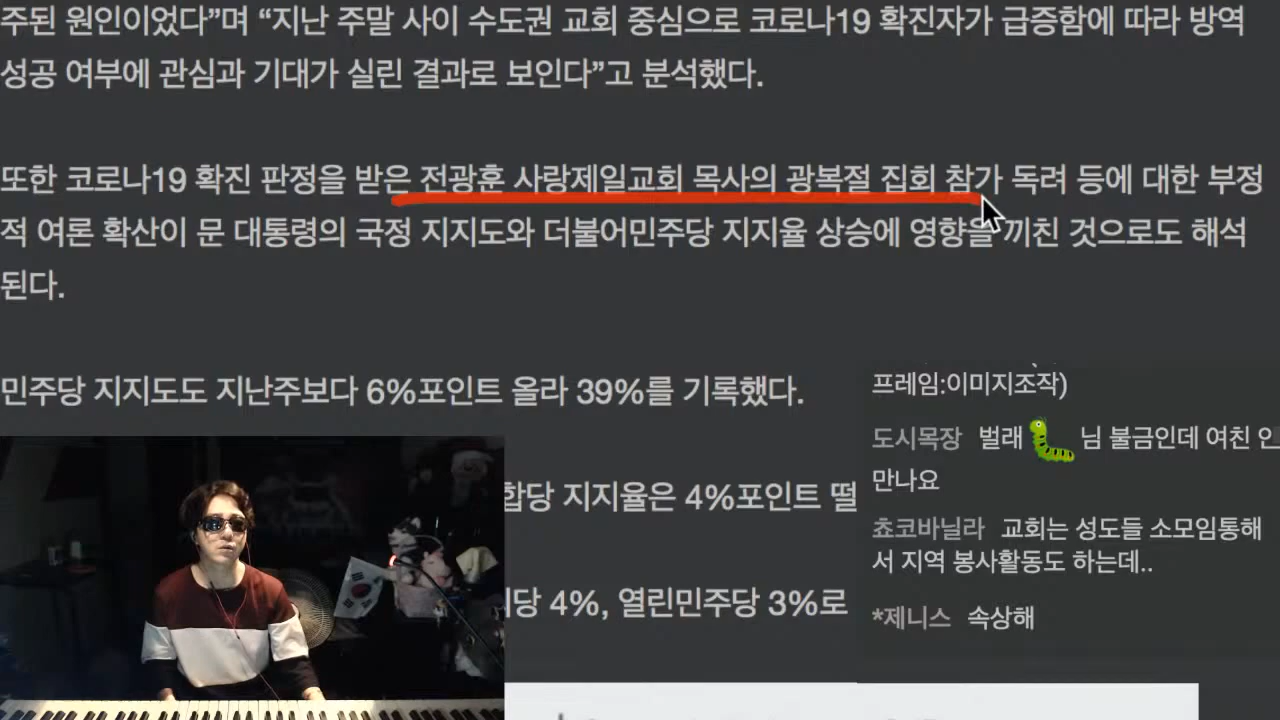 주된 원인이었다”며 “지난 주말 사이 수도권 교회 중심으로 코로나19 확진자가 급증함에 따라 방역
성공 여부에 관심과 기대가 실린 결과로 보인다”고 분석했다.
또한 코로나19 확진 판정을 받은 전광훈 사랑제일교회 목사의 광복절 집회 참가 독려 등에 대한 부정
적 여론 확산이 문 대통령의 국정 지지도와 더불어민주당 지지율 상승에 영향을 끼친 것으로도 해석
된다.
민주당 지지도도 지난주보다 6%포인트 올라 39%를 기록했다.
합당 지지율은 4%포인트 떨
당 4%, 열린민주당 3%로
프레임:이미지조작)
도시목장 벌래🐛님 불금인데 여친 인
만나요
쵸코바닐라 교회는 성도들 소모임통해
서 지역 봉사활동도 하는데..
*제니스 속상해